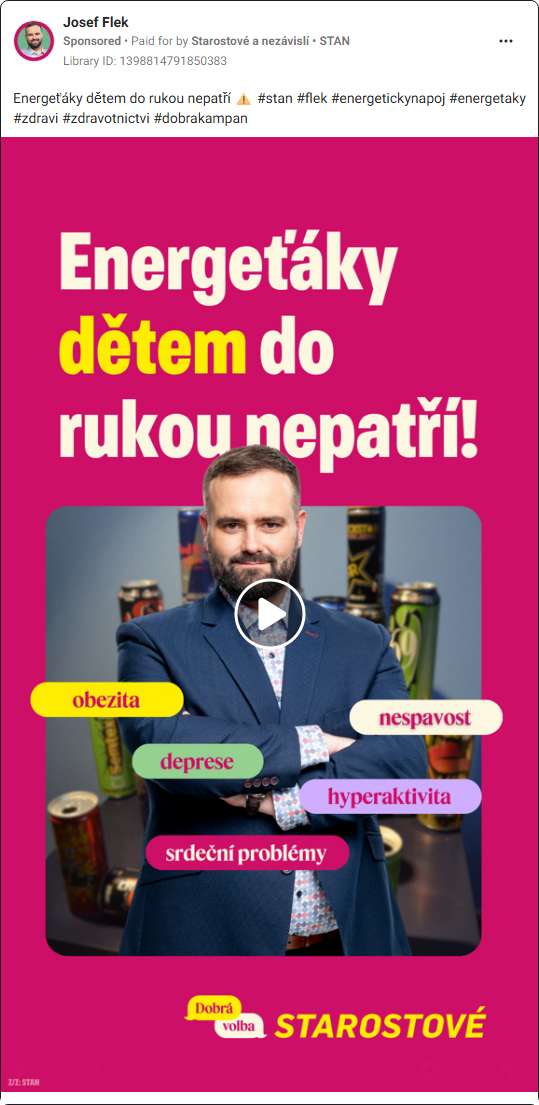 Josef Flek
Sponsored • Paid for by Starostové a nezávislí • STAN
Library ID: 1398814791850383
Energeťáky dětem do rukou nepatří ⚠️ #stan #flek #energetickynapoj #energetaky
#zdravi #zdravotnictvi #dobrakampan
Energeťáky
dětem do
rukou nepatří!
obezita
nespavost
deprese
hyperaktivita
srdeční problémy
Dobrá
volba
STAROSTOVÉ
Z/Z: STAN